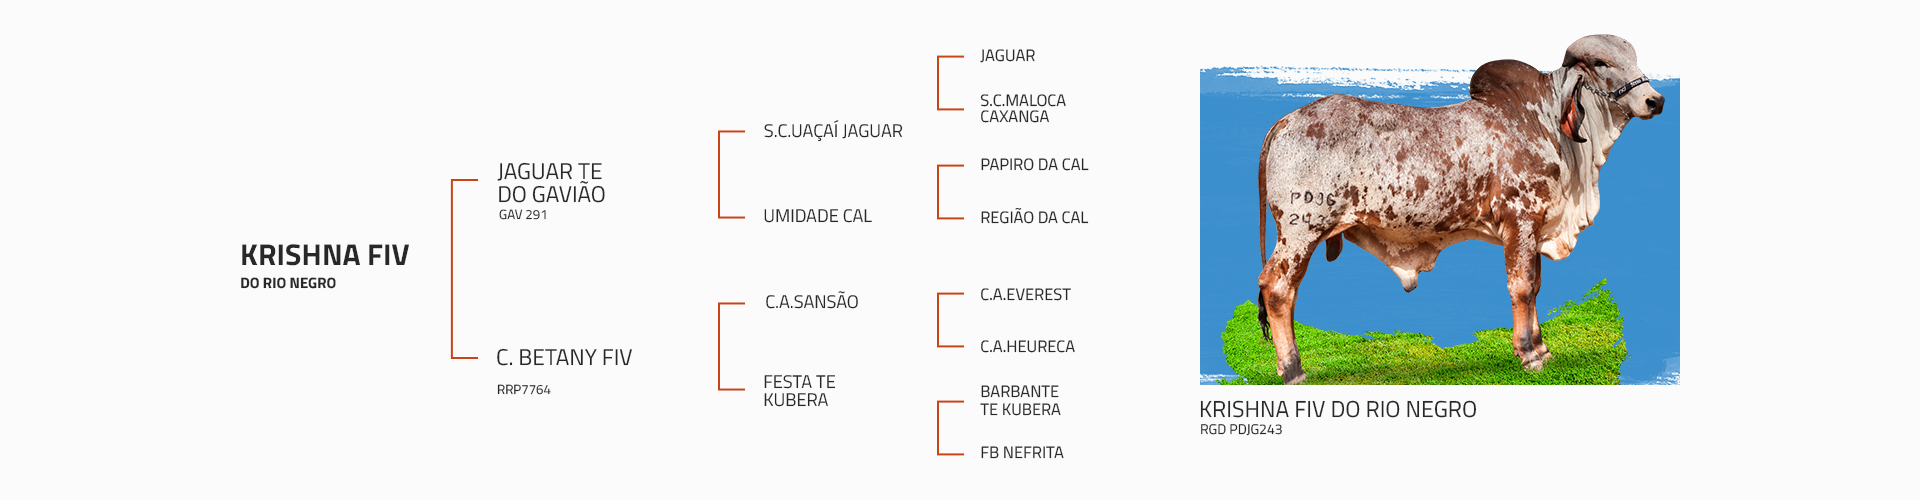 KRISHNA FIV
DO RIO NEGRO
JAGUAR TE
DO GAVIÃO
GAV 291
C. BETANY FIV
RRP7764
S.C.UAÇAÍ JAGUAR
UMIDADE CAL
C.A.SANSÃO
FESTA TE
KUBERA
JAGUAR
S.C.MALOCA
CAXANGA
PAPIRO DA CAL
REGIÃO DA CAL
C.A.EVEREST
C.A.HEURECA
BARBANTE
TE KUBERA
FB NEFRITA
PDJG
243
KRISHNA FIV DO RIO NEGRO
RGD PDJG243